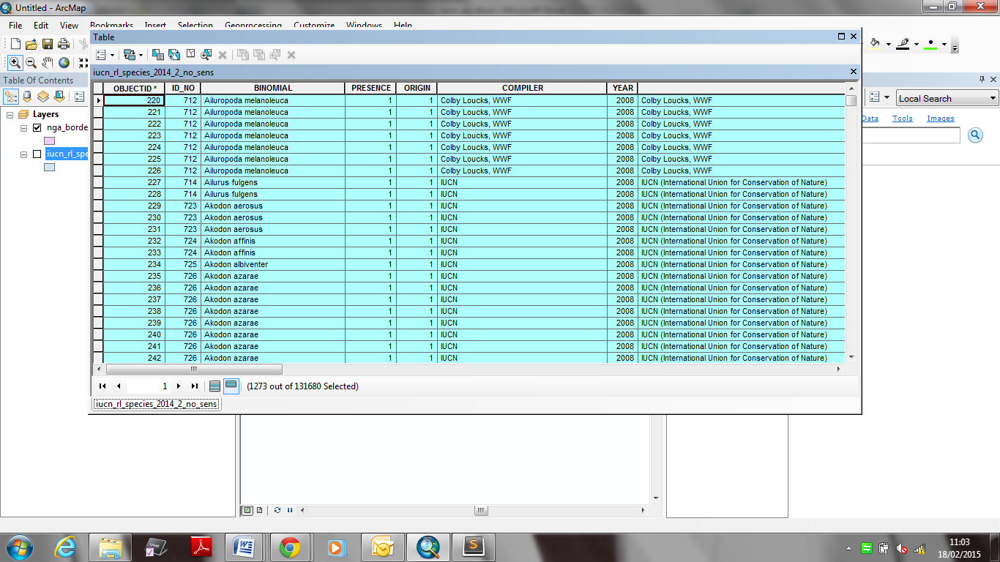 Untitled - ArcMap
File Edit View Bookmarks Insert Selection Geoprocessing Customize Windows Help
Table
Table Of Contents
Layers
nga_borde
iucn_rl_spe
Local Search
Data Tools Images
iucn_rl_species_2014_2_no_sens
OBJECTID * ID_NO BINOMIAL PRESENCE ORIGIN COMPILER YEAR
220 712 Ailuropoda melanoleuca 1 1 Colby Loucks, WWF 2008 Colby Loucks, WWF
221 712 Ailuropoda melanoleuca 1 1 Colby Loucks, WWF 2008 Colby Loucks, WWF
222 712 Ailuropoda melanoleuca 1 1 Colby Loucks, WWF 2008 Colby Loucks, WWF
223 712 Ailuropoda melanoleuca 1 1 Colby Loucks, WWF 2008 Colby Loucks, WWF
224 712 Ailuropoda melanoleuca 1 1 Colby Loucks, WWF 2008 Colby Loucks, WWF
225 712 Ailuropoda melanoleuca 1 1 Colby Loucks, WWF 2008 Colby Loucks, WWF
226 712 Ailuropoda melanoleuca 1 1 Colby Loucks, WWF 2008 Colby Loucks, WWF
227 714 Ailurus fulgens 1 1 IUCN 2008 IUCN (International Union for Conservation of Nature)
228 714 Ailurus fulgens 1 1 IUCN 2008 IUCN (International Union for Conservation of Nature)
229 723 Akodon aerosus 1 1 IUCN 2008 IUCN (International Union for Conservation of Nature)
230 723 Akodon aerosus 1 1 IUCN 2008 IUCN (International Union for Conservation of Nature)
231 723 Akodon aerosus 1 1 IUCN 2008 IUCN (International Union for Conservation of Nature)
232 724 Akodon affinis 1 1 IUCN 2008 IUCN (International Union for Conservation of Nature)
233 724 Akodon affinis 1 1 IUCN 2008 IUCN (International Union for Conservation of Nature)
234 725 Akodon albiventer 1 1 IUCN 2008 IUCN (International Union for Conservation of Nature)
235 726 Akodon azarae 1 1 IUCN 2008 IUCN (International Union for Conservation of Nature)
236 726 Akodon azarae 1 1 IUCN 2008 IUCN (International Union for Conservation of Nature)
237 726 Akodon azarae 1 1 IUCN 2008 IUCN (International Union for Conservation of Nature)
238 726 Akodon azarae 1 1 IUCN 2008 IUCN (International Union for Conservation of Nature)
239 726 Akodon azarae 1 1 IUCN 2008 IUCN (International Union for Conservation of Nature)
240 726 Akodon azarae 1 1 IUCN 2008 IUCN (International Union for Conservation of Nature)
241 726 Akodon azarae 1 1 IUCN 2008 IUCN (International Union for Conservation of Nature)
242 726 Akodon azarae 1 1 IUCN 2008 IUCN (International Union for Conservation of Nature)
1 (1273 out of 131680 Selected)
iucn_rl_species_2014_2_no_sens
11:03
18/02/2015